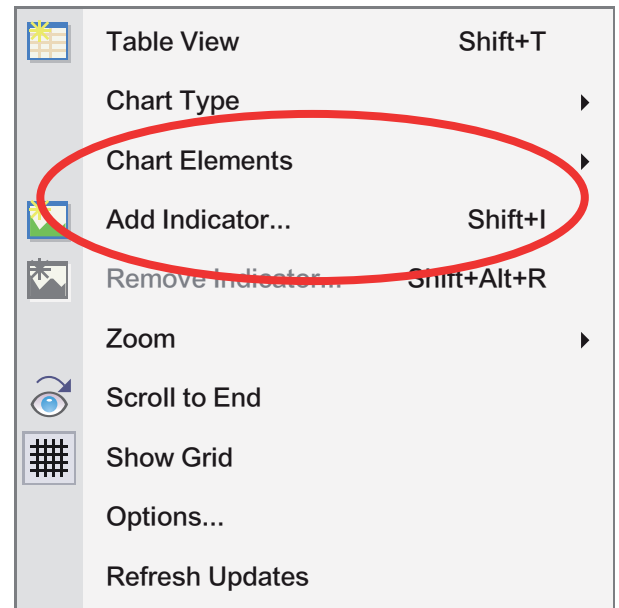 Table View Shift+T
Chart Type
Chart Elements
Add Indicator... Shift+I
Remove Indicator... Shift+Alt+R
Zoom
Scroll to End
Show Grid
Options...
Refresh Updates